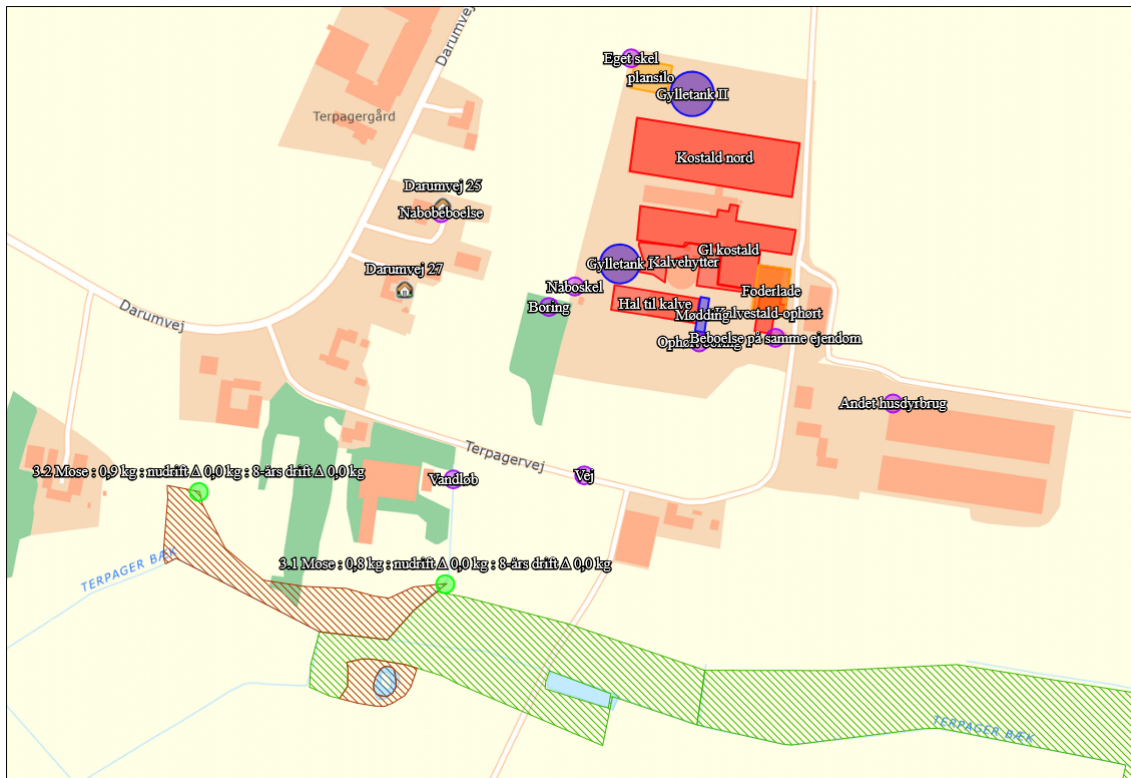 Darumvej
Eget skel
plansilo
Gylletank II
Terpagergård
Kostald nord
Darumvej 25
Nabobeboelse
Gl kostald
Gylletank
Kalvehytter
Darumvej 27
Foderlade
Naboskel
Hal til kalve
Boring
Mødding
Kalvestald-ophørt
Darumvej
Ophørt boring
Beboelse på samme ejendom
Andet husdyrbrug
Terpagervej
3.2 Mose : 0,9 kg : nudrift Δ 0,0 kg : 8-års drift Δ 0,0 kg
Vandløb
Vej
3.1 Mose : 0,8 kg : nudrift Δ 0,0 kg : 8-års drift Δ 0,0 kg
TERPAGER BÆK
TERPAGER BÆK